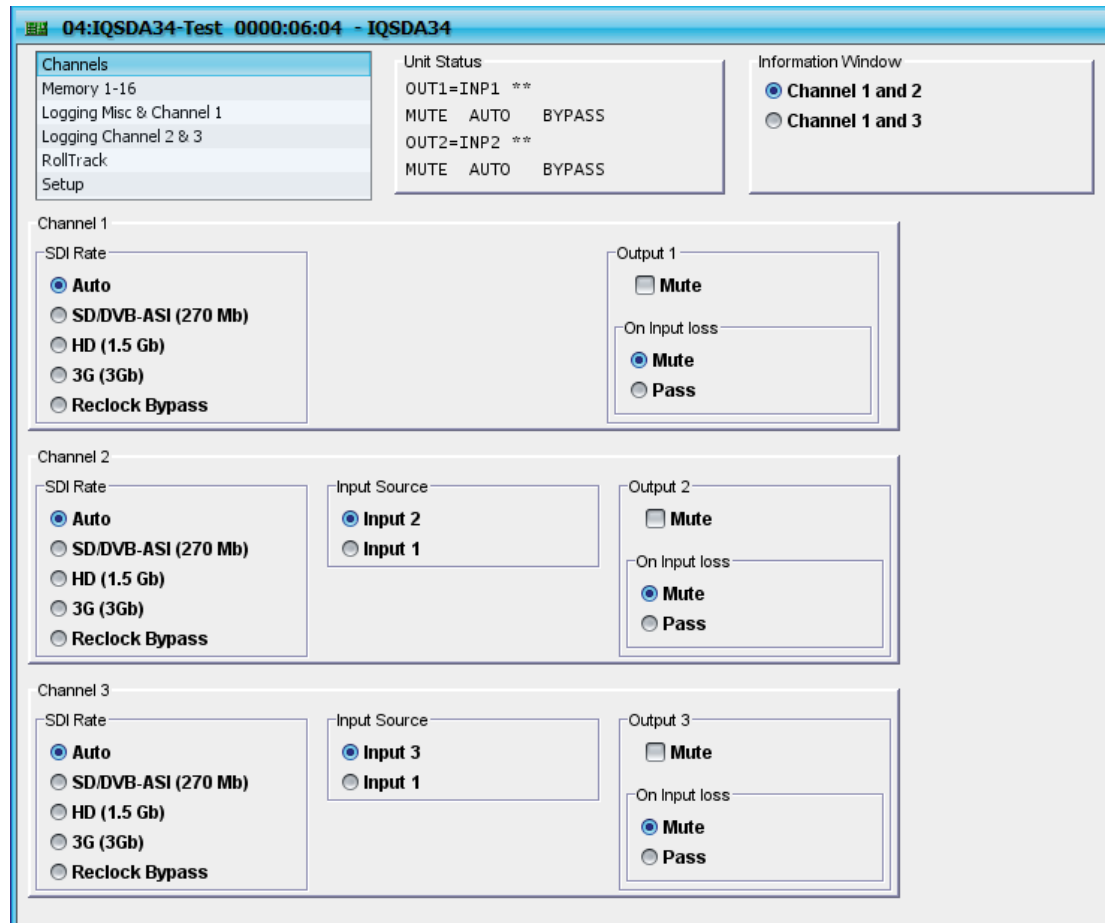 04:IQSDA34-Test 0000:06:04 - IQSDA34
Channels
Memory 1-16
Logging Misc & Channel 1
Logging Channel 2 & 3
RollTrack
Setup
Unit Status
OUT1=INP1 **
MUTE AUTO BYPASS
OUT2=INP2 **
MUTE AUTO BYPASS
Information Window
Channel 1 and 2
Channel 1 and 3
Channel 1
SDI Rate
Auto
SD/DVB-ASI (270 Mb)
HD (1.5 Gb)
3G (3Gb)
Reclock Bypass
Output 1
Mute
On Input loss
Mute
Pass
Channel 2
SDI Rate
Auto
SD/DVB-ASI (270 Mb)
HD (1.5 Gb)
3G (3Gb)
Reclock Bypass
Input Source
Input 2
Input 1
Output 2
Mute
On Input loss
Mute
Pass
Channel 3
SDI Rate
Auto
SD/DVB-ASI (270 Mb)
HD (1.5 Gb)
3G (3Gb)
Reclock Bypass
Input Source
Input 3
Input 1
Output 3
Mute
On Input loss
Mute
Pass